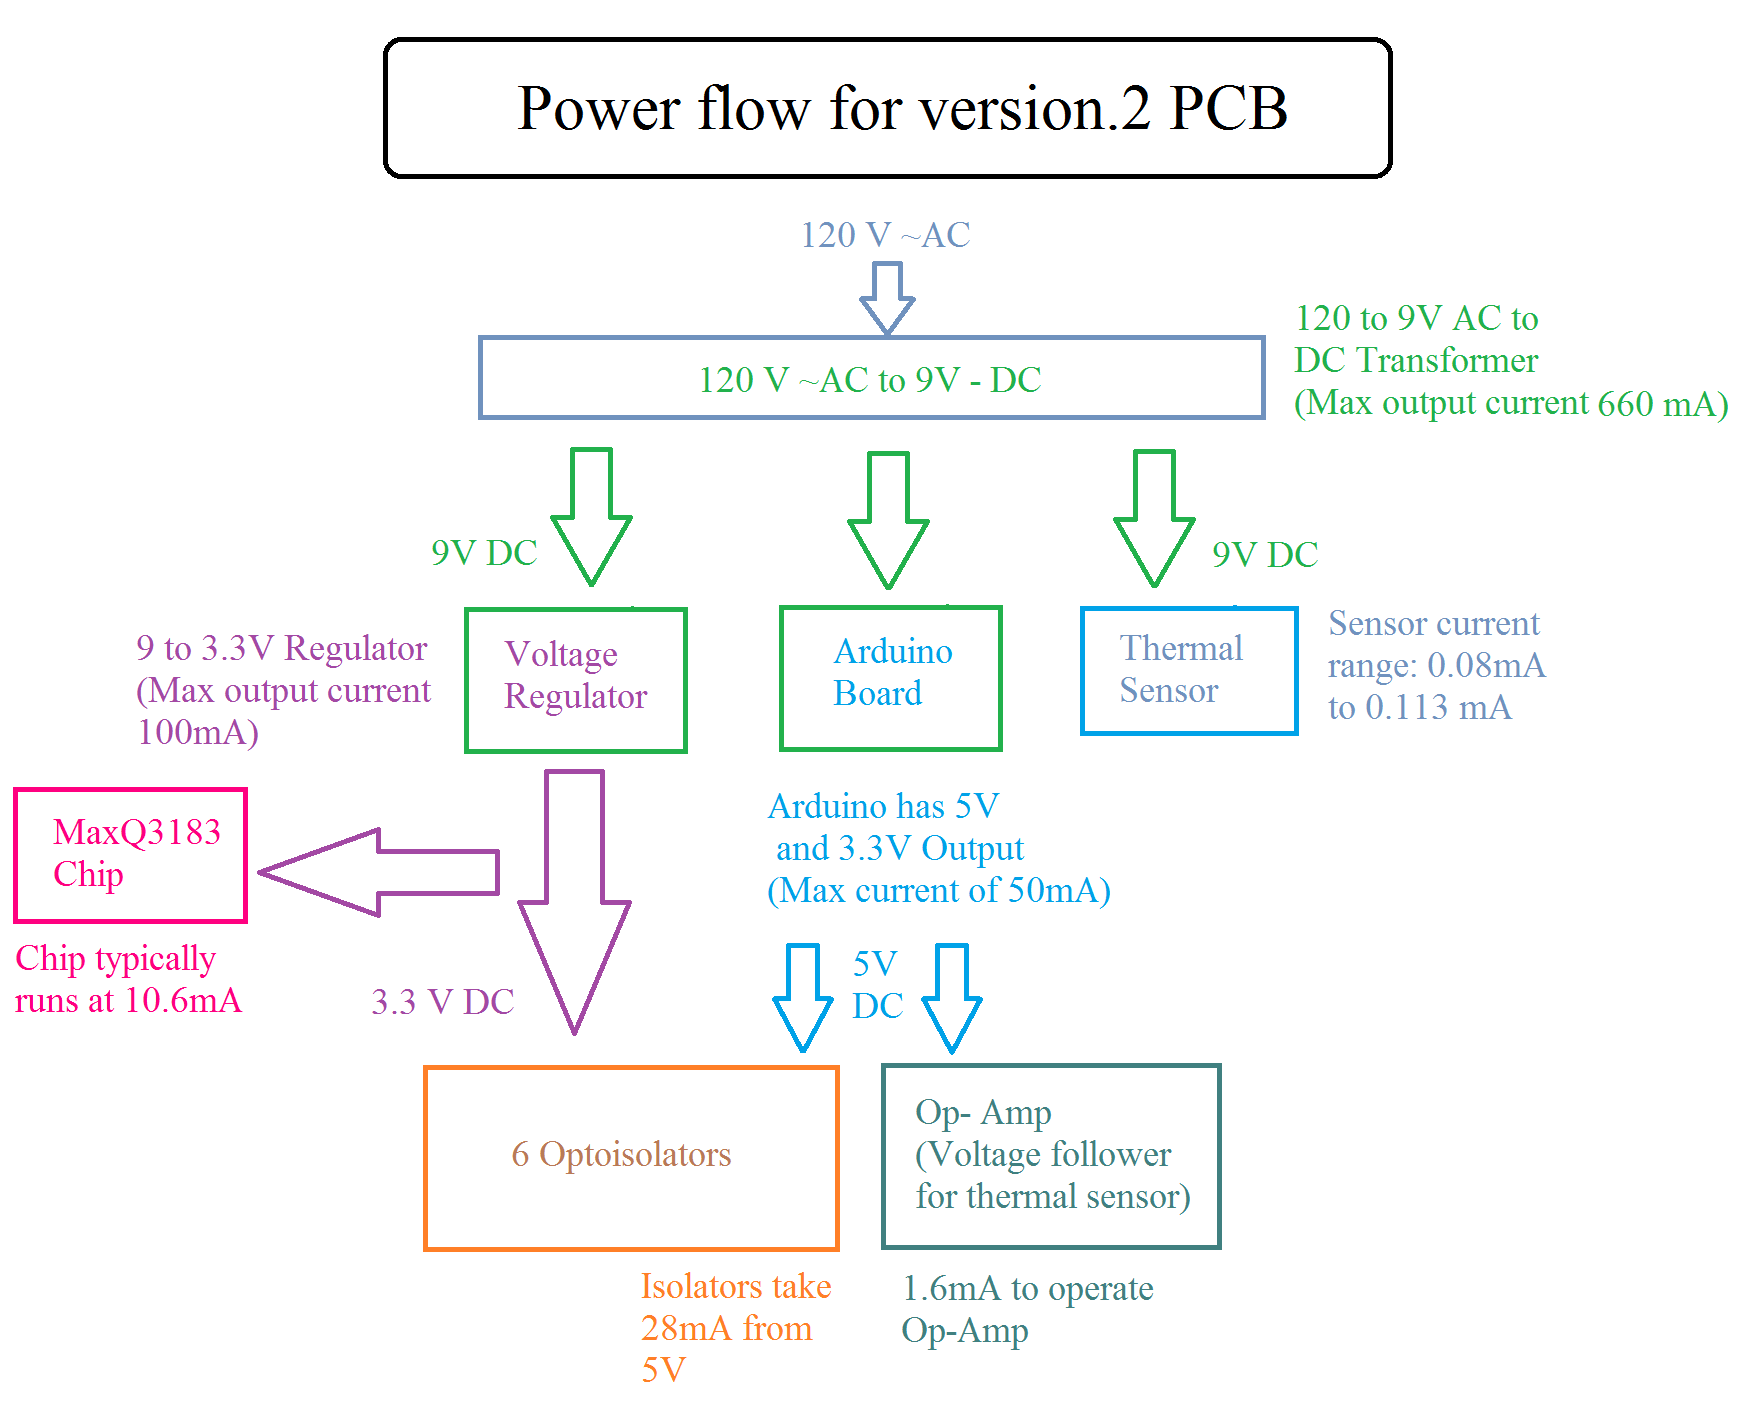 Power flow for version.2 PCB
120 V ~AC
120 V ~AC to 9V - DC
120 to 9V AC to
DC Transformer
(Max output current 660 mA)
9V DC
9V DC
9 to 3.3V Regulator
(Max output current
100mA)
Voltage
Regulator
Arduino
Board
Thermal
Sensor
Sensor current
range: 0.08mA
to 0.113 mA
MaxQ3183
Chip
Chip typically
runs at 10.6mA
3.3 V DC
Arduino has 5V
and 3.3V Output
(Max current of 50mA)
5V
DC
6 Optoisolators
Op- Amp
(Voltage follower
for thermal sensor)
Isolators take
28mA from
5V
1.6mA to operate
Op-Amp